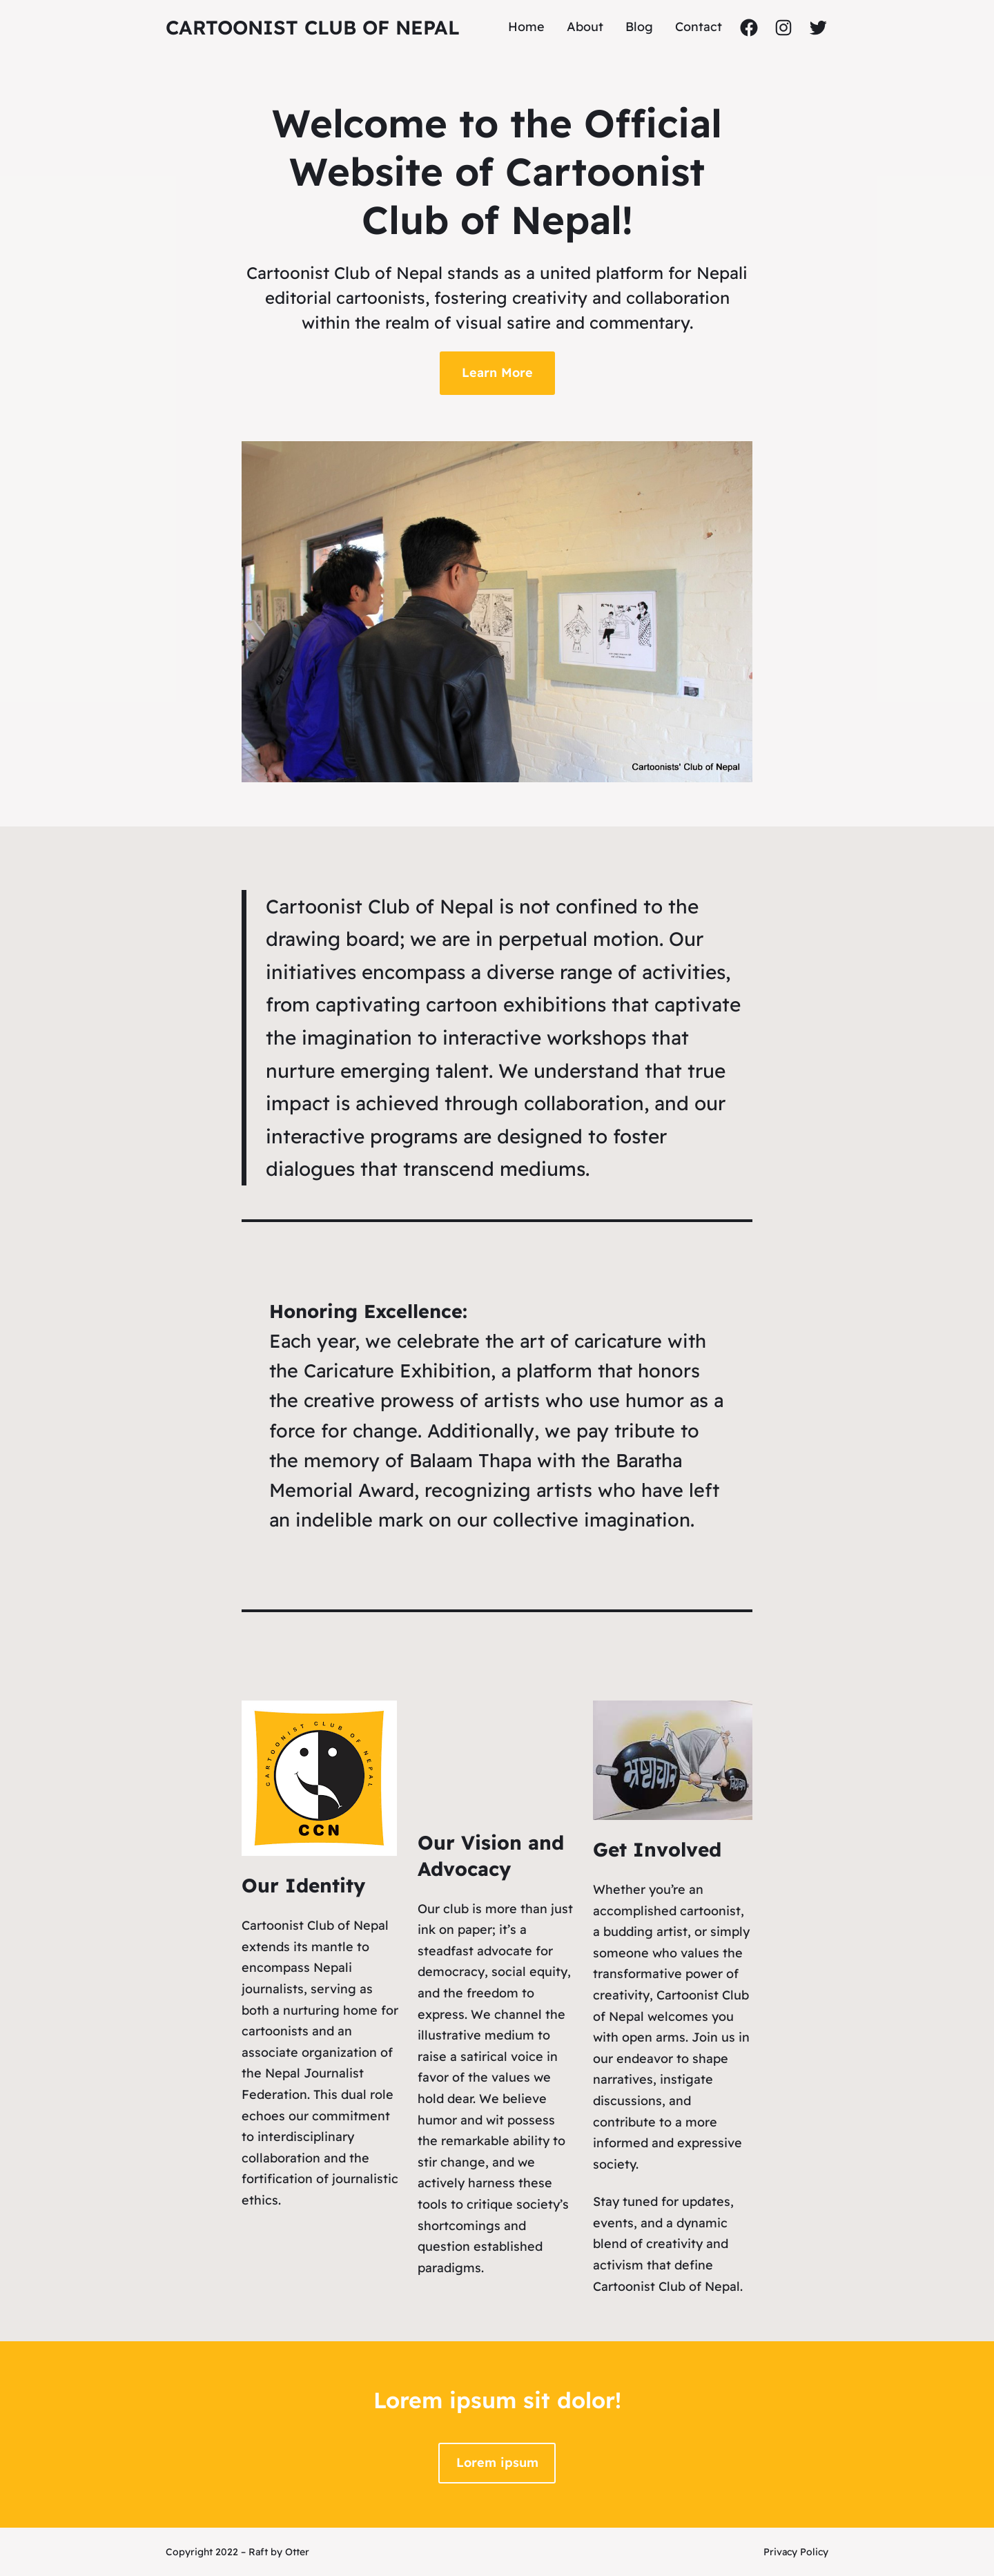 CARTOONIST CLUB OF NEPAL
Home About Blog Contact
Welcome to the Official
Website of Cartoonist
Club of Nepal!
Cartoonist Club of Nepal stands as a united platform for Nepali
editorial cartoonists, fostering creativity and collaboration
within the realm of visual satire and commentary.
Learn More
Cartoonists' Club of Nepal
Cartoonist Club of Nepal is not confined to the
drawing board; we are in perpetual motion. Our
initiatives encompass a diverse range of activities,
from captivating cartoon exhibitions that captivate
the imagination to interactive workshops that
nurture emerging talent. We understand that true
impact is achieved through collaboration, and our
interactive programs are designed to foster
dialogues that transcend mediums.
Honoring Excellence:
Each year, we celebrate the art of caricature with
the Caricature Exhibition, a platform that honors
the creative prowess of artists who use humor as a
force for change. Additionally, we pay tribute to
the memory of Balaam Thapa with the Baratha
Memorial Award, recognizing artists who have left
an indelible mark on our collective imagination.
CARTOONIST CLUB OF NEPAL
CCN
Our Identity
Cartoonist Club of Nepal
extends its mantle to
encompass Nepali
journalists, serving as
both a nurturing home for
cartoonists and an
associate organization of
the Nepal Journalist
Federation. This dual role
echoes our commitment
to interdisciplinary
collaboration and the
fortification of journalistic
ethics.
Our Vision and
Advocacy
Our club is more than just
ink on paper; it's a
steadfast advocate for
democracy, social equity,
and the freedom to
express. We channel the
illustrative medium to
raise a satirical voice in
favor of the values we
hold dear. We believe
humor and wit possess
the remarkable ability to
stir change, and we
actively harness these
tools to critique society's
shortcomings and
question established
paradigms.
भ्रष्टाचार
Get Involved
Whether you're an
accomplished cartoonist,
a budding artist, or simply
someone who values the
transformative power of
creativity, Cartoonist Club
of Nepal welcomes you
with open arms. Join us in
our endeavor to shape
narratives, instigate
discussions, and
contribute to a more
informed and expressive
society.
Stay tuned for updates,
events, and a dynamic
blend of creativity and
activism that define
Cartoonist Club of Nepal.
Lorem ipsum sit dolor!
Lorem ipsum
Copyright 2022 – Raft by Otter
Privacy Policy